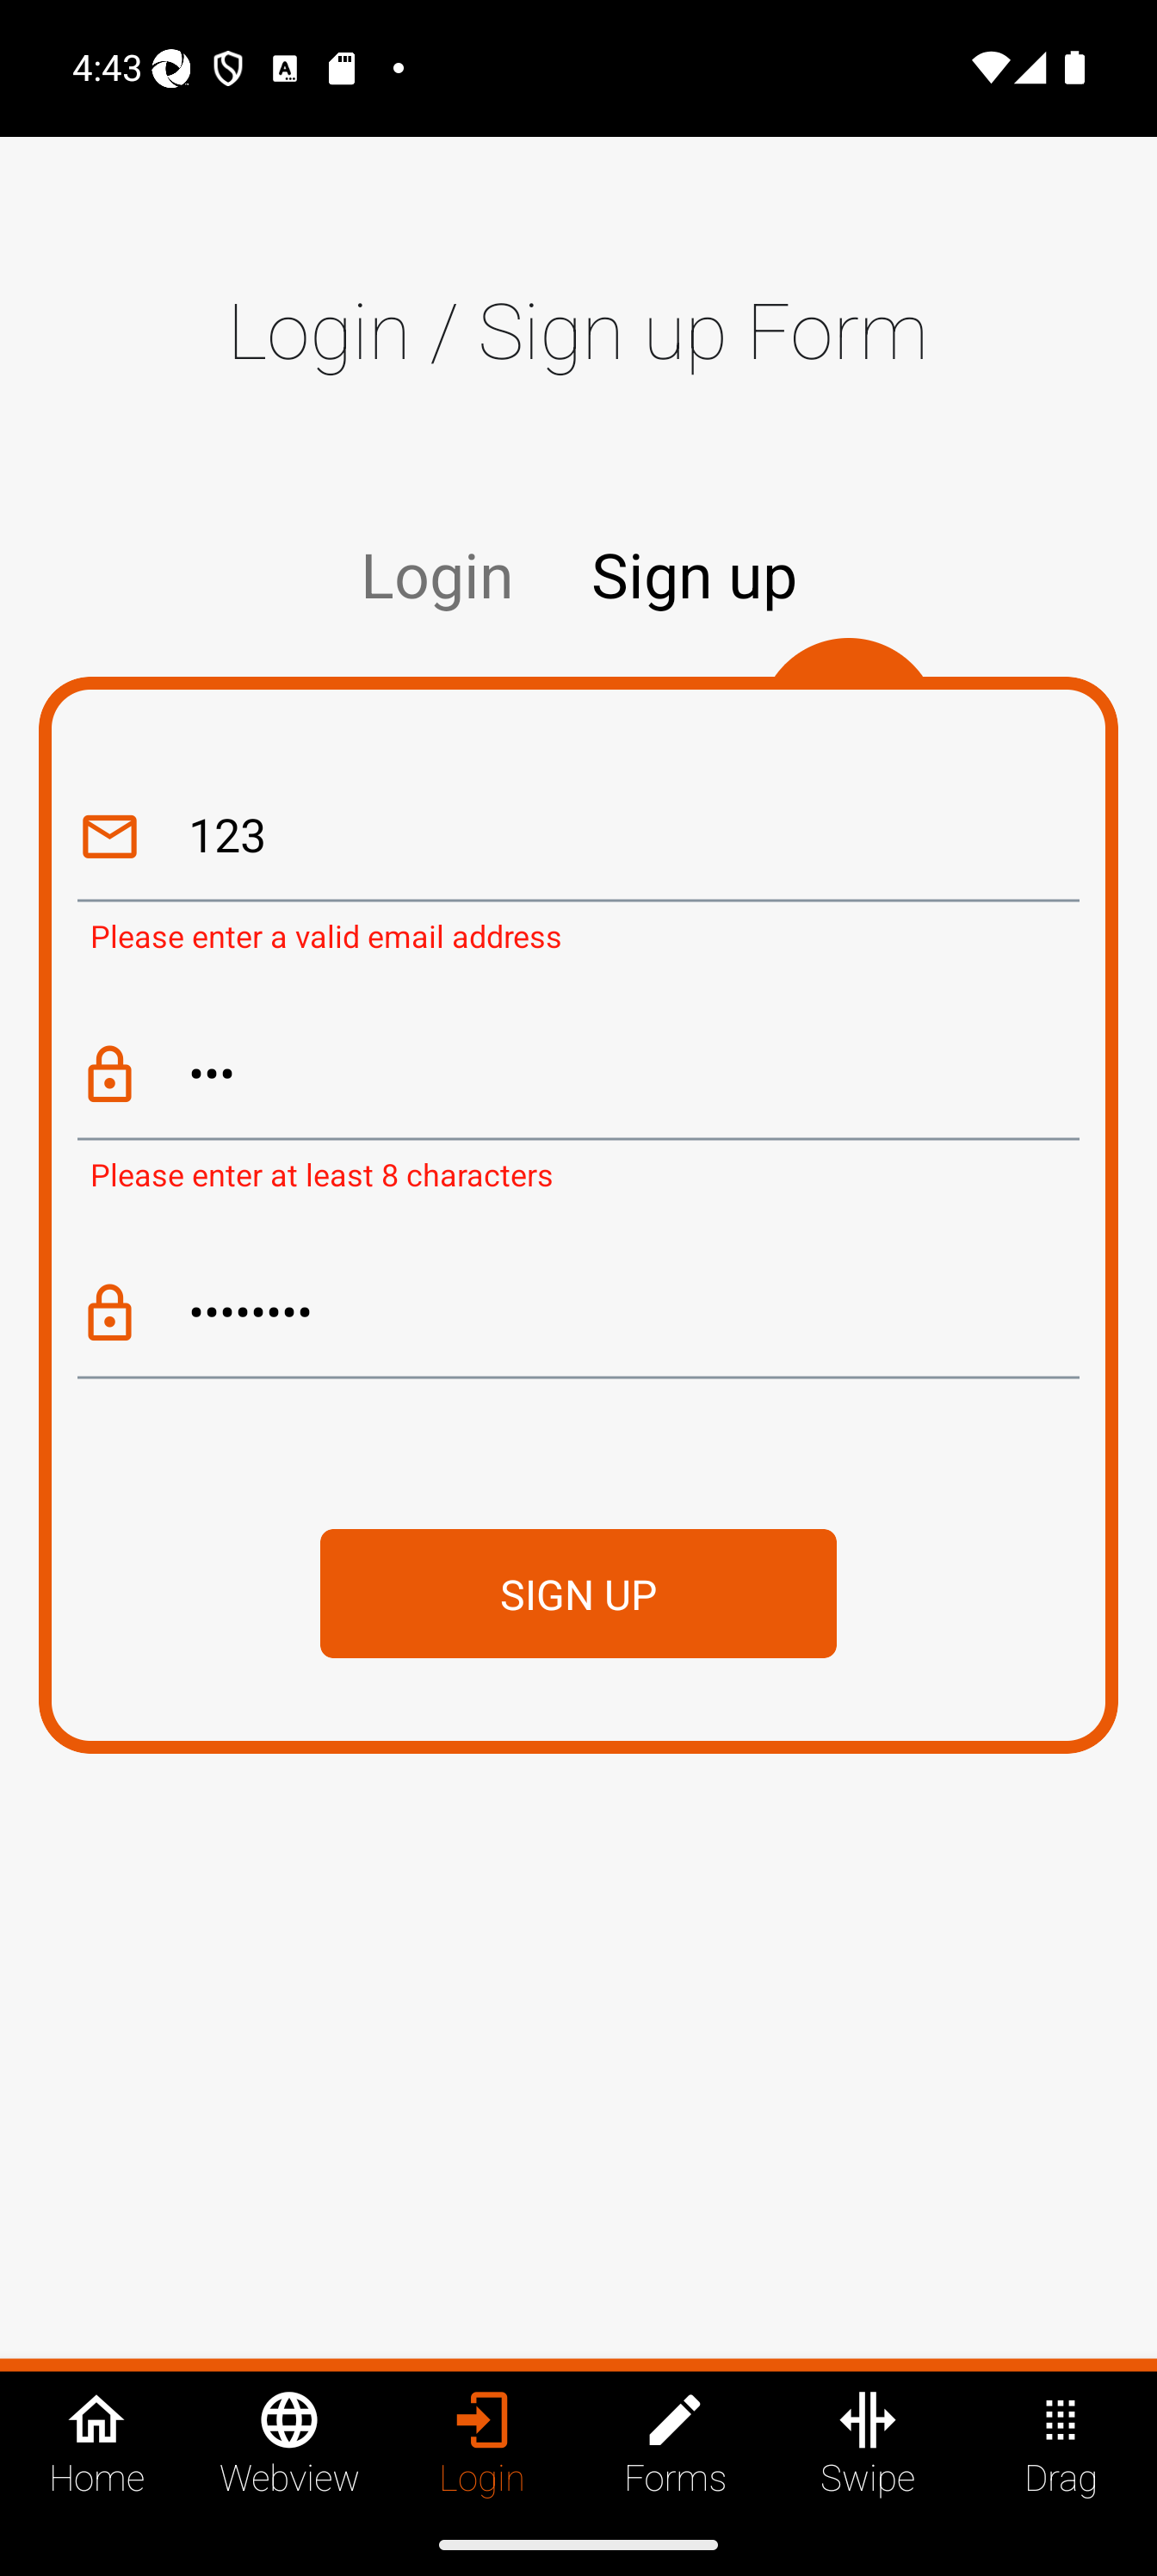 4:43
Login / Sign up Form
Login Sign up
123
Please enter a valid email address
•••
Please enter at least 8 characters
••••••••
SIGN UP
Home Webview Login Forms Swipe Drag